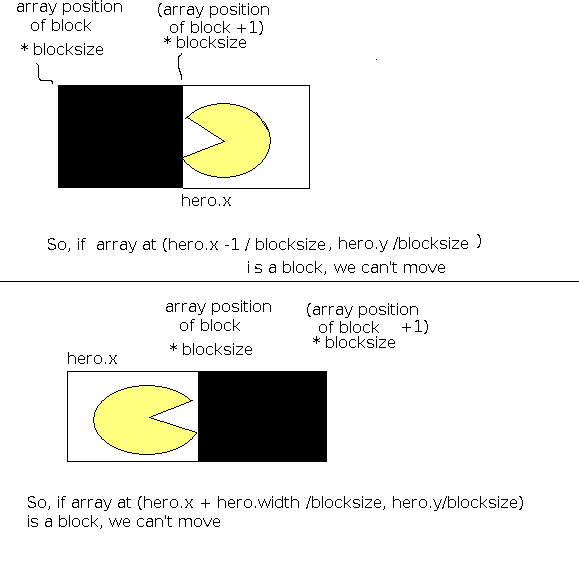 array position
of block
* blocksize
(array position
of block +1)
* blocksize
hero.x
So, if array at (hero.x -1 / blocksize, hero.y /blocksize )
is a block, we can't move
array position
of block
* blocksize
(array position
of block +1)
* blocksize
hero.x
So, if array at (hero.x + hero.width /blocksize, hero.y/blocksize)
is a block, we can't move